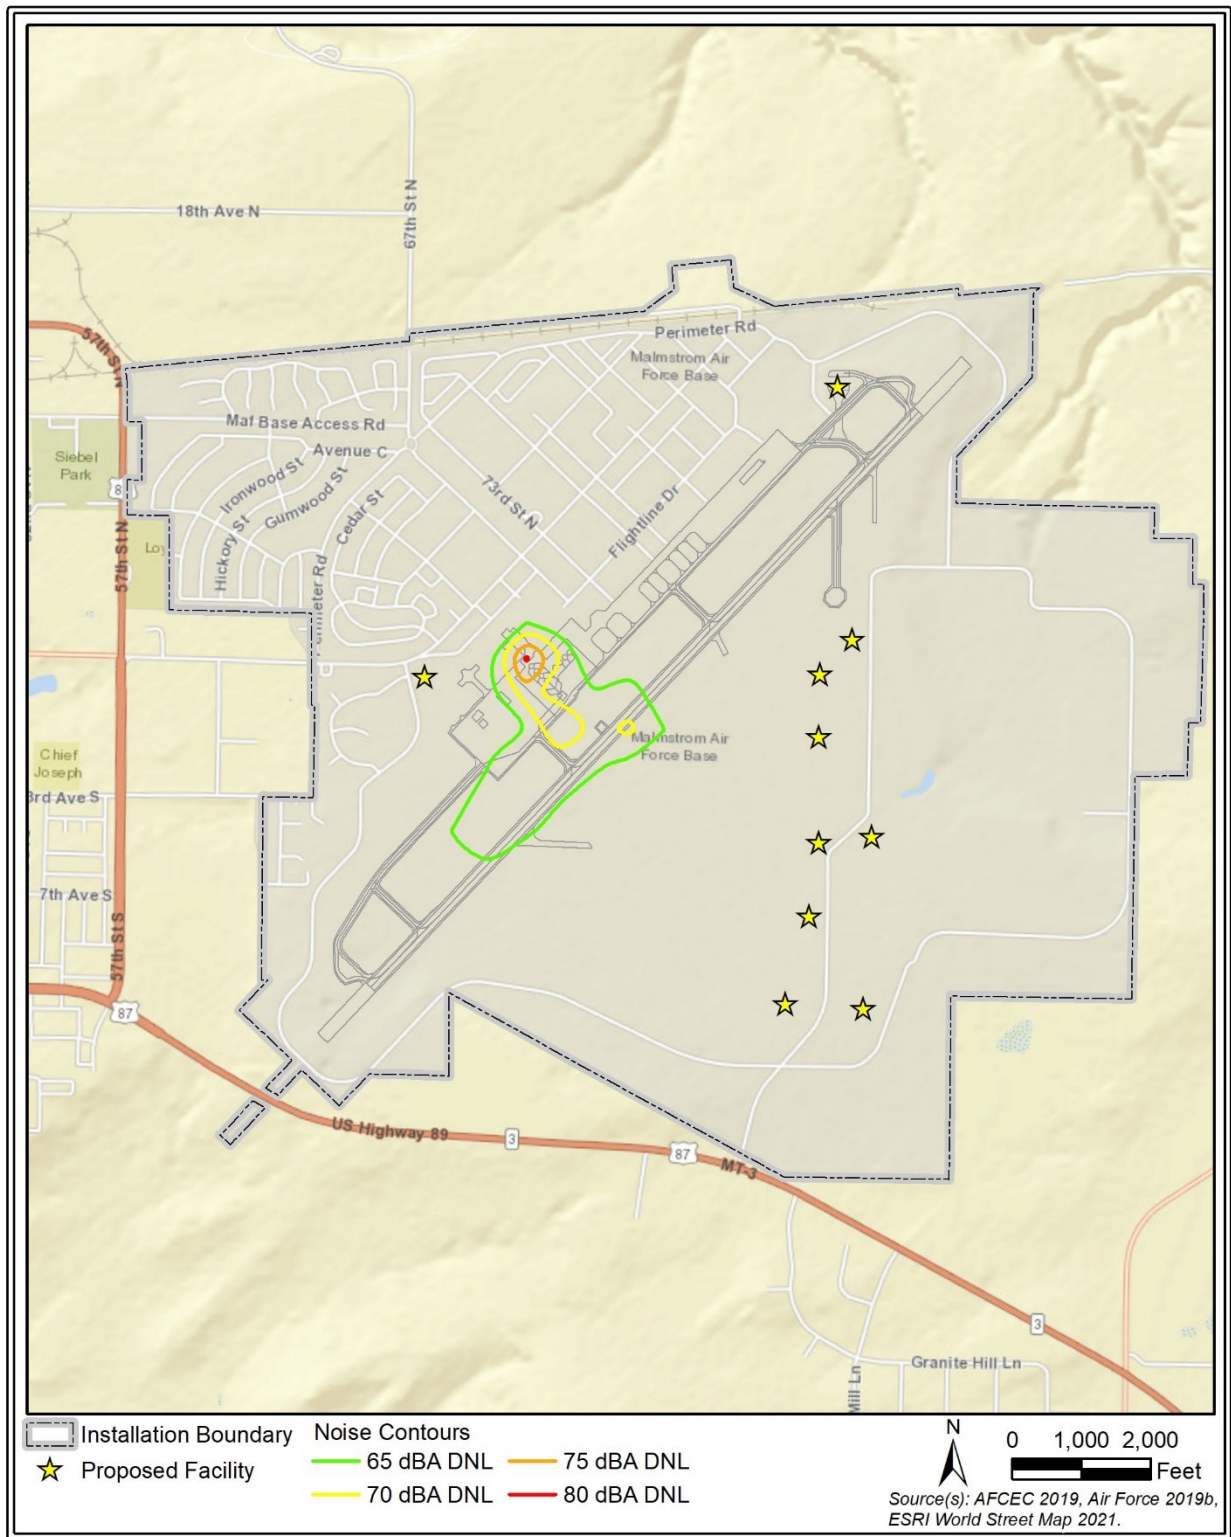 18th Ave N
67th St N
57th St N
Perimeter Rd
Malmstrom Air
Force Base
Maf Base Access Rd
Avenue C
Siebel
Park
Ironwood St
Gumwood St
Cedar St
Hickory St
73rd St N
Flightline Dr
8
57th St N
Loy
imeter Rd
Malmstrom Air
Force Base
Chief
Joseph
3rd Ave S
7th Ave S
57th St S
87
US Highway 89
3
87
MT-3
3
Granite Hill Ln
Mill Ln
Installation Boundary
Proposed Facility
Noise Contours
65 dBA DNL
75 dBA DNL
70 dBA DNL
80 dBA DNL
N
0 1,000 2,000
Feet
Source(s): AFCEC 2019, Air Force 2019b,
ESRI World Street Map 2021.